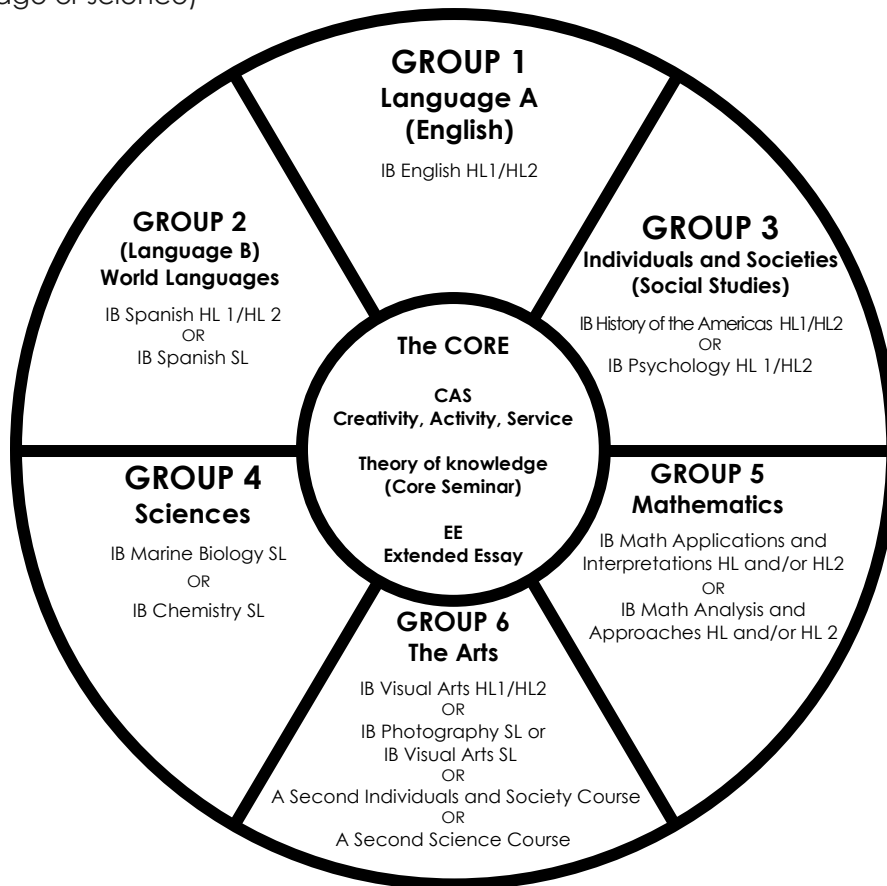 GROUP 1
Language A
(English)
IB English HL1/HL2
GROUP 2
(Language B)
World Languages
IB Spanish HL 1/HL 2
OR
IB Spanish SL
GROUP 3
Individuals and Societies
(Social Studies)
IB History of the Americas HL1/HL2
OR
IB Psychology HL 1/HL2
The CORE
CAS
Creativity, Activity, Service
Theory of knowledge
(Core Seminar)
EE
Extended Essay
GROUP 4
Sciences
IB Marine Biology SL
OR
IB Chemistry SL
GROUP 5
Mathematics
IB Math Applications and
Interpretations HL and/or HL2
OR
IB Math Analysis and
Approaches HL and/or HL 2
GROUP 6
The Arts
IB Visual Arts HL1/HL2
OR
IB Photography SL or
IB Visual Arts SL
OR
A Second Individuals and Society Course
OR
A Second Science Course